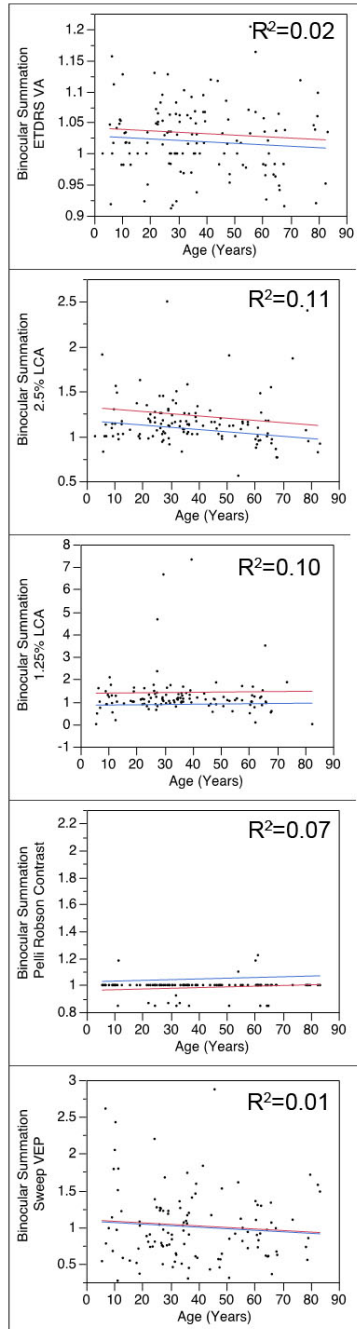 R²=0.02
Binocular Summation
ETDRS VA
1.2
1.15
1.1
1.05
1
0.95
0.9
0 10 20 30 40 50 60 70 80 90
Age (Years)
R²=0.11
Binocular Summation
2.5% LCA
2.5
2
1.5
1
0.5
0 10 20 30 40 50 60 70 80 90
Age (Years)
R²=0.10
Binocular Summation
1.25% LCA
8
7
6
5
4
3
2
1
0
-1
0 10 20 30 40 50 60 70 80 90
Age (Years)
R²=0.07
Binocular Summation
Pelli Robson Contrast
2.2
2
1.8
1.6
1.4
1.2
1
0.8
0 10 20 30 40 50 60 70 80 90
Age (Years)
R²=0.01
Binocular Summation
Sweep VEP
3
2.5
2
1.5
1
0.5
0 10 20 30 40 50 60 70 80 90
Age (Years)